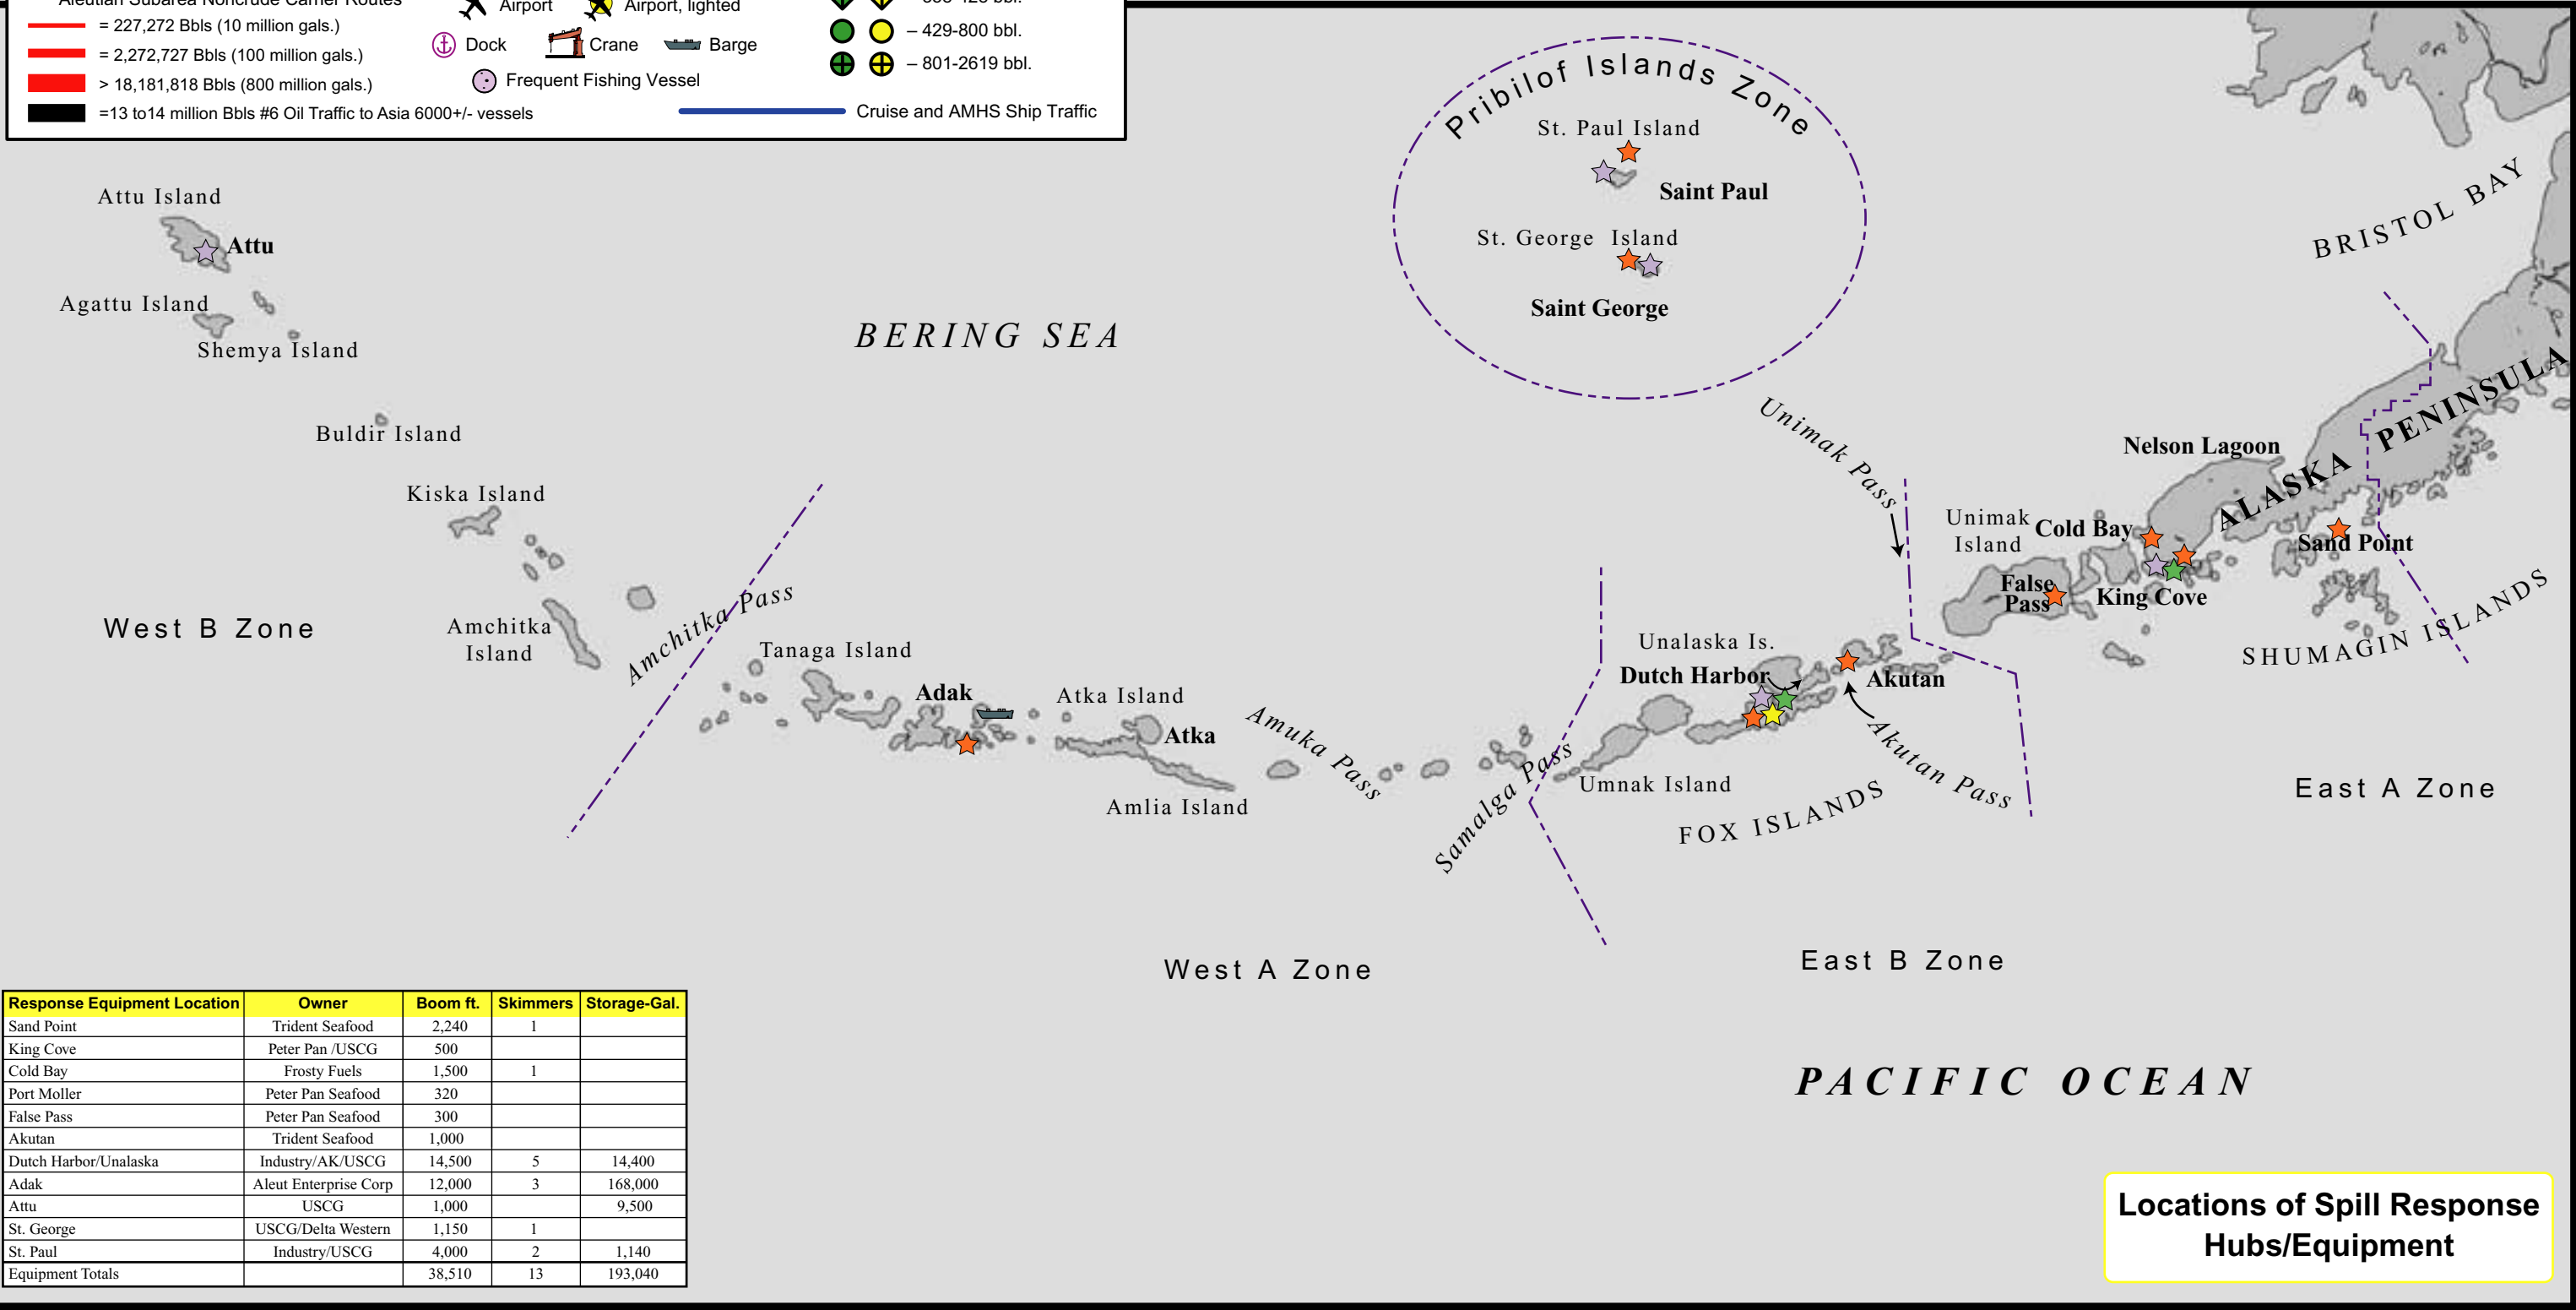 Aleutian Subarea Noncrude Carrier Routes
= 227,272 Bbls (10 million gals.)
= 2,272,727 Bbls (100 million gals.)
> 18,181,818 Bbls (800 million gals.)
=13 to14 million Bbls #6 Oil Traffic to Asia 6000+/- vessels
Airport
Airport, lighted
Dock
Crane
Barge
Frequent Fishing Vessel
– 429-800 bbl.
– 801-2619 bbl.
Cruise and AMHS Ship Traffic
Pribilof Islands Zone
St. Paul Island
Saint Paul
St. George Island
Saint George
BRISTOL BAY
Attu Island
Attu
Agattu Island
Shemya Island
BERING SEA
Buldir Island
Kiska Island
Unimak Pass
Nelson Lagoon
ALASKA PENINSULA
Unimak
Island
Cold Bay
Sand Point
False
Pass
King Cove
SHUMAGIN ISLANDS
West B Zone
Amchitka
Island
Amchitka Pass
Tanaga Island
Adak
Atka Island
Atka
Amlia Island
Amuka Pass
Samalga Pass
Unalaska Is.
Dutch Harbor
Akutan
Akutan Pass
Umnak Island
FOX ISLANDS
East A Zone
West A Zone
East B Zone
PACIFIC OCEAN
Response Equipment Location Owner Boom ft. Skimmers Storage-Gal.
Sand Point Trident Seafood 2,240 1
King Cove Peter Pan /USCG 500
Cold Bay Frosty Fuels 1,500 1
Port Moller Peter Pan Seafood 320
False Pass Peter Pan Seafood 300
Akutan Trident Seafood 1,000
Dutch Harbor/Unalaska Industry/AK/USCG 14,500 5 14,400
Adak Aleut Enterprise Corp 12,000 3 168,000
Attu USCG 1,000 9,500
St. George USCG/Delta Western 1,150 1
St. Paul Industry/USCG 4,000 2 1,140
Equipment Totals 38,510 13 193,040
Locations of Spill Response
Hubs/Equipment